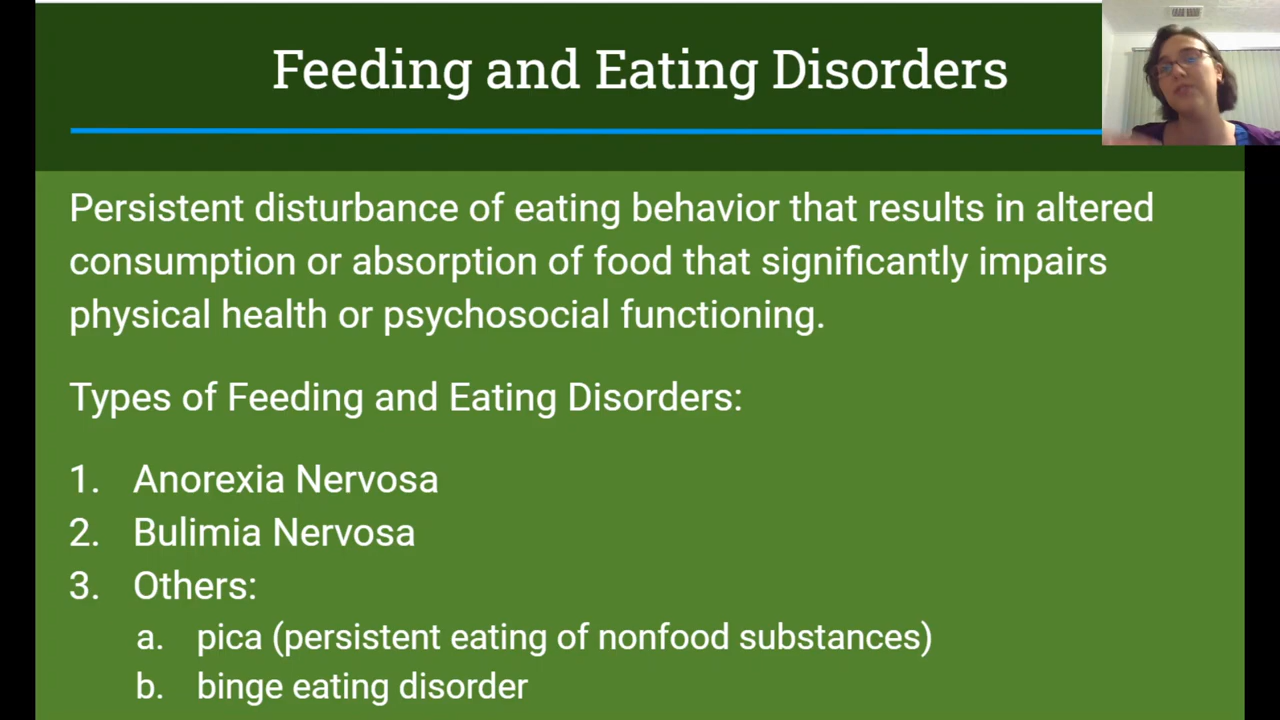 Feeding and Eating Disorders
Persistent disturbance of eating behavior that results in altered
consumption or absorption of food that significantly impairs
physical health or psychosocial functioning.
Types of Feeding and Eating Disorders:
1. Anorexia Nervosa
2. Bulimia Nervosa
3. Others:
a. pica (persistent eating of nonfood substances)
b. binge eating disorder